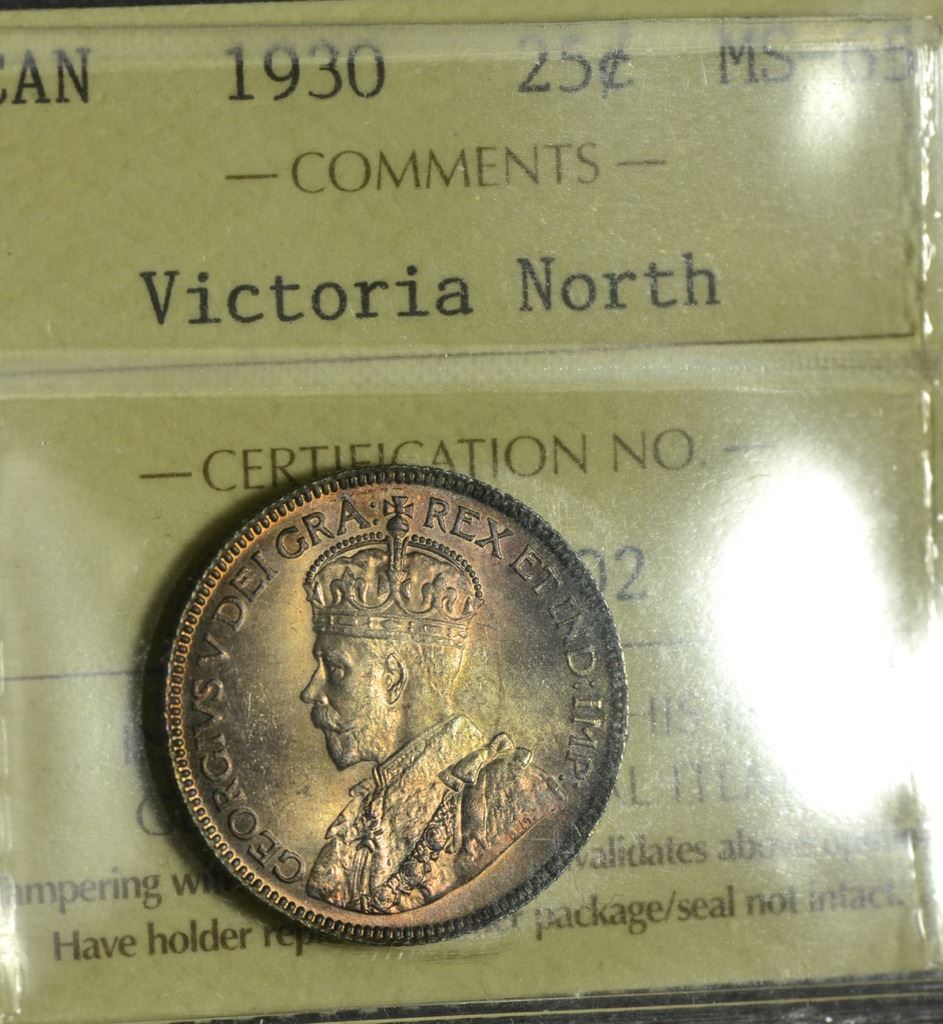 CAN 1930 25¢ MS-65
— COMMENTS —
Victoria North
— CERTIFICATION NO. —
92
GEORGIVS V DEI GRA: REX ET IND: IMP:
validates above
Have holder package/seal not intact.